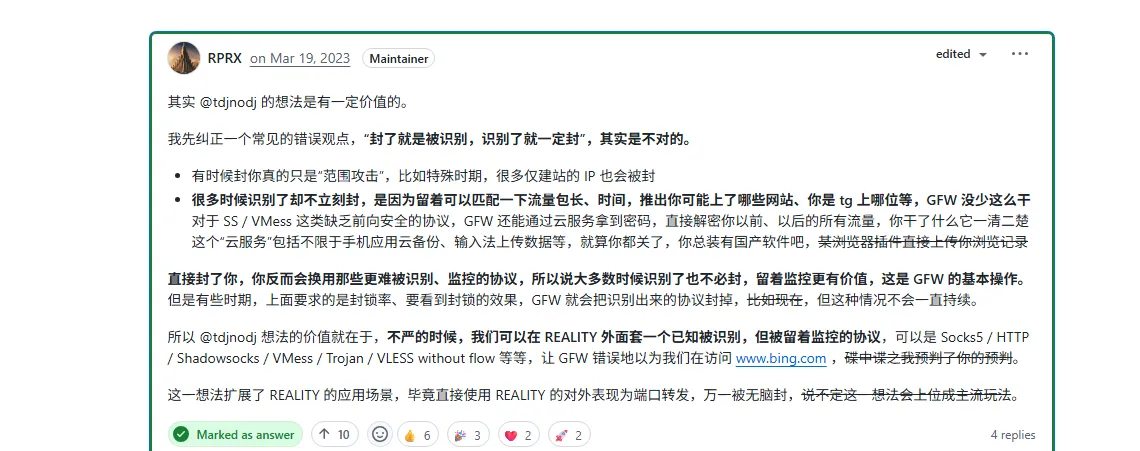 RPRX on Mar 19, 2023 Maintainer edited
其实 @tdjnodj 的想法是有一定价值的。
我先纠正一个常见的错误观点，“封了就是被识别，识别了就一定封”，其实是不对的。
有时候封你真的只是“范围攻击”，比如特殊时期，很多仅建站的 IP 也会被封
很多时候识别了却不立刻封，是因为留着可以匹配一下流量包长、时间，推出你可能上了哪些网站、你是 tg 上哪位等，GFW 没少这么干
对于 SS / VMess 这类缺乏前向安全的协议，GFW 还能通过云服务拿到密码，直接解密你以前、以后的所有流量，你干了什么它一清二楚
这个“云服务”包括不限于手机应用云备份、输入法上传数据等，就算你都关了，你总装有国产软件吧，某浏览器插件直接上传你浏览记录
直接封了你，你反而会换用那些更难被识别、监控的协议，所以说大多数时候识别了也不必封，留着监控更有价值，这是 GFW 的基本操作。
但是有些时期，上面要求的是封锁率、要看到封锁的效果，GFW 就会把识别出来的协议封掉，比如现在，但这种情况不会一直持续。
所以 @tdjnodj 想法的价值就在于，不严的时候，我们可以在 REALITY 外面套一个已知被识别，但被留着监控的协议，可以是 Socks5 / HTTP
/ Shadowsocks / VMess / Trojan / VLESS without flow 等等，让 GFW 错误地以为我们在访问 www.bing.com ，碟中谍之我预判了你的预判。
这一想法扩展了 REALITY 的应用场景，毕竟直接使用 REALITY 的对外表现为端口转发，万一被无脑封，说不定这一想法会上位成主流玩法。
Marked as answer 10 6 3 2 2 4 replies